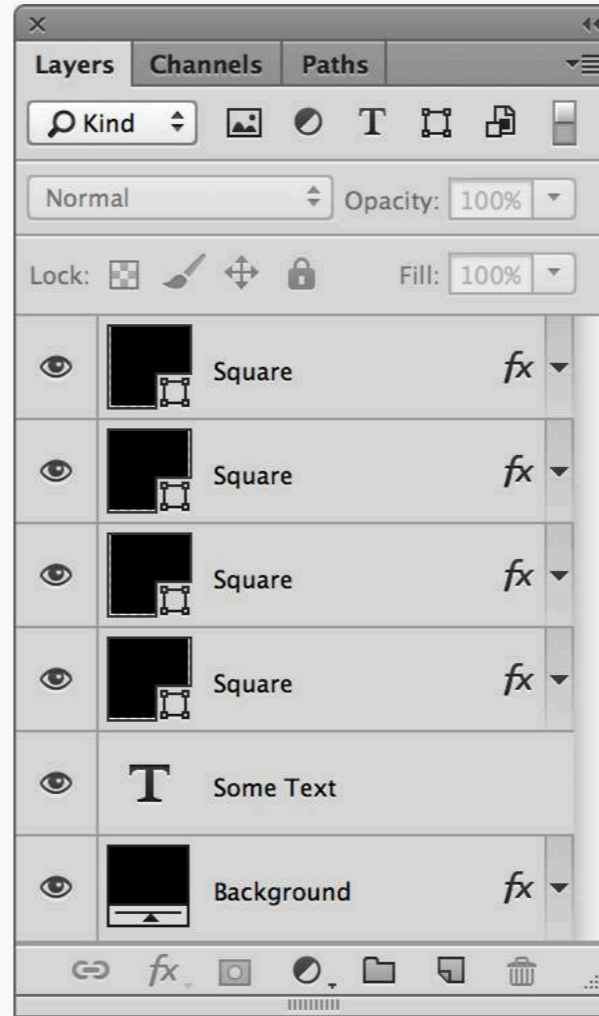 Layers Channels Paths
Kind T
Normal Opacity: 100%
Lock: Fill: 100%
Square fx
Square fx
Square fx
Square fx
T Some Text
Background fx
fx